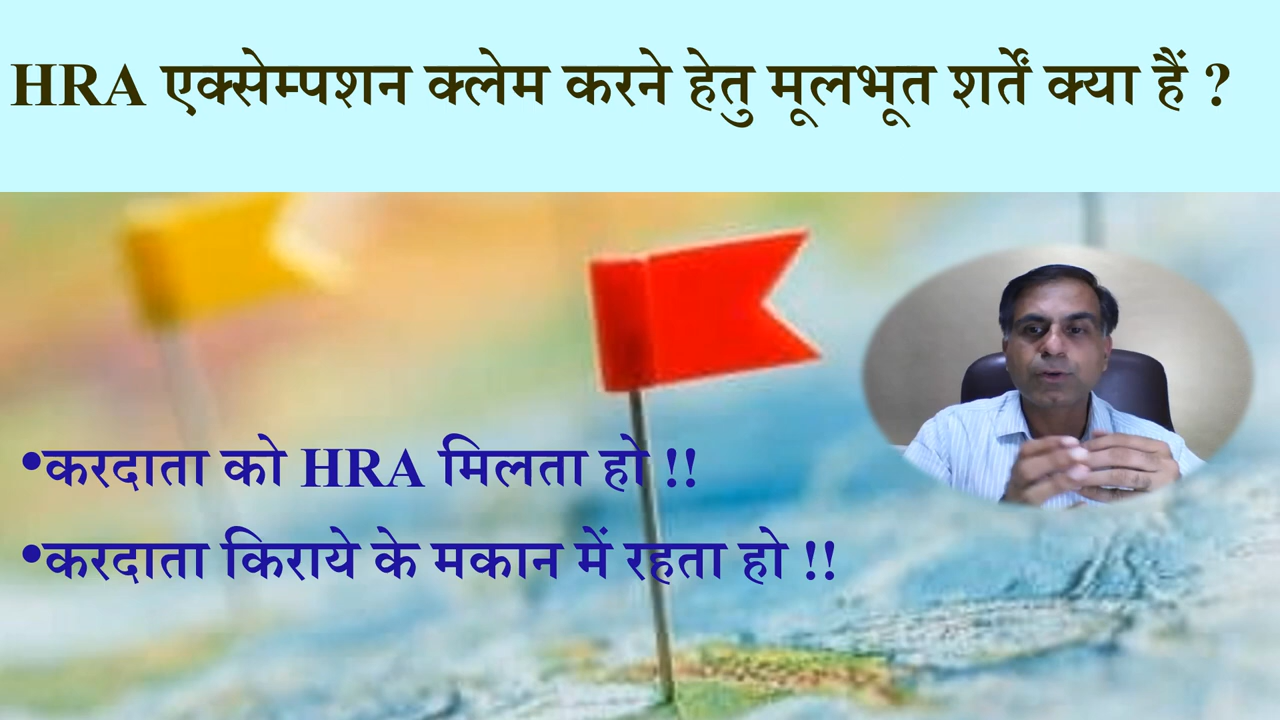 HRA एक्सेम्पशन क्लेम करने हेतु मूलभूत शर्तें क्या हैं ?
•करदाता को HRA मिलता हो !!
•करदाता किराये के मकान में रहता हो !!